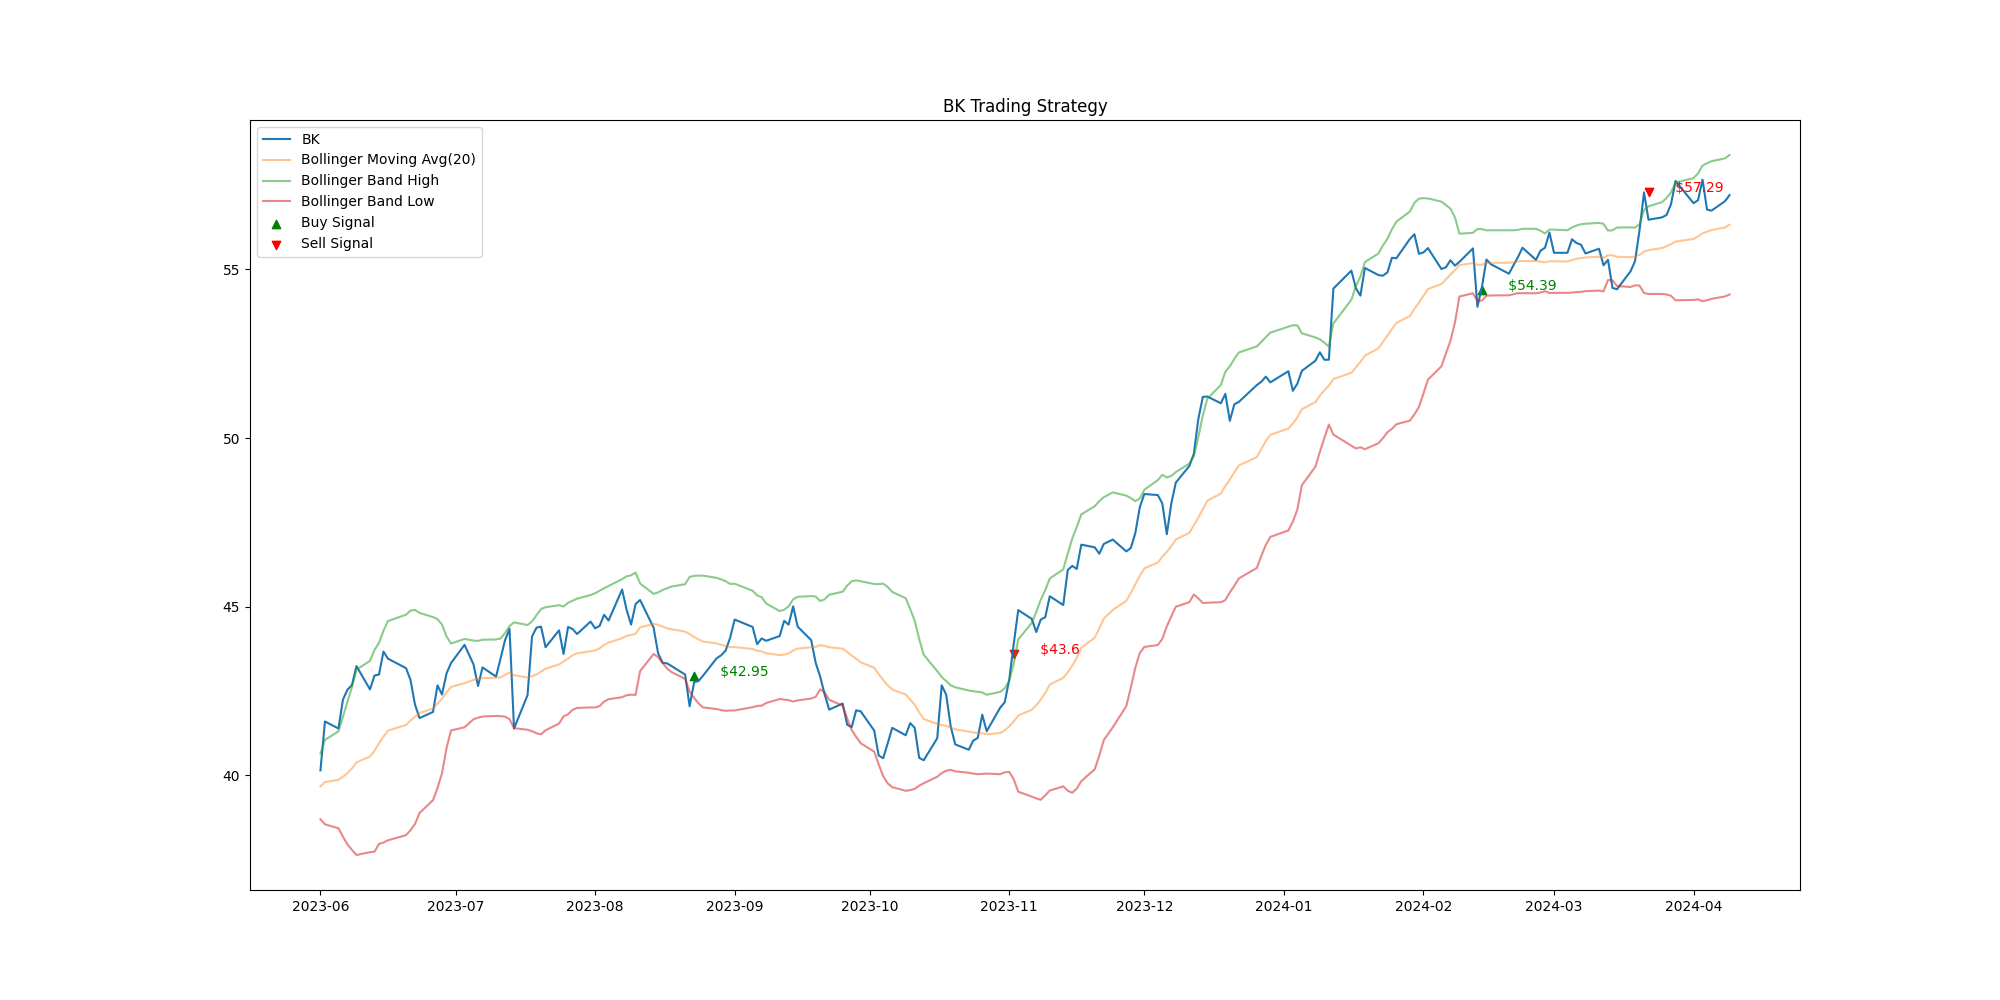 BK Trading Strategy
BK
Bollinger Moving Avg(20)
Bollinger Band High
Bollinger Band Low
Buy Signal
Sell Signal
$57.29
55
$54.39
50
45
$43.6
$42.95
40
2023-06 2023-07 2023-08 2023-09 2023-10 2023-11 2023-12 2024-01 2024-02 2024-03 2024-04